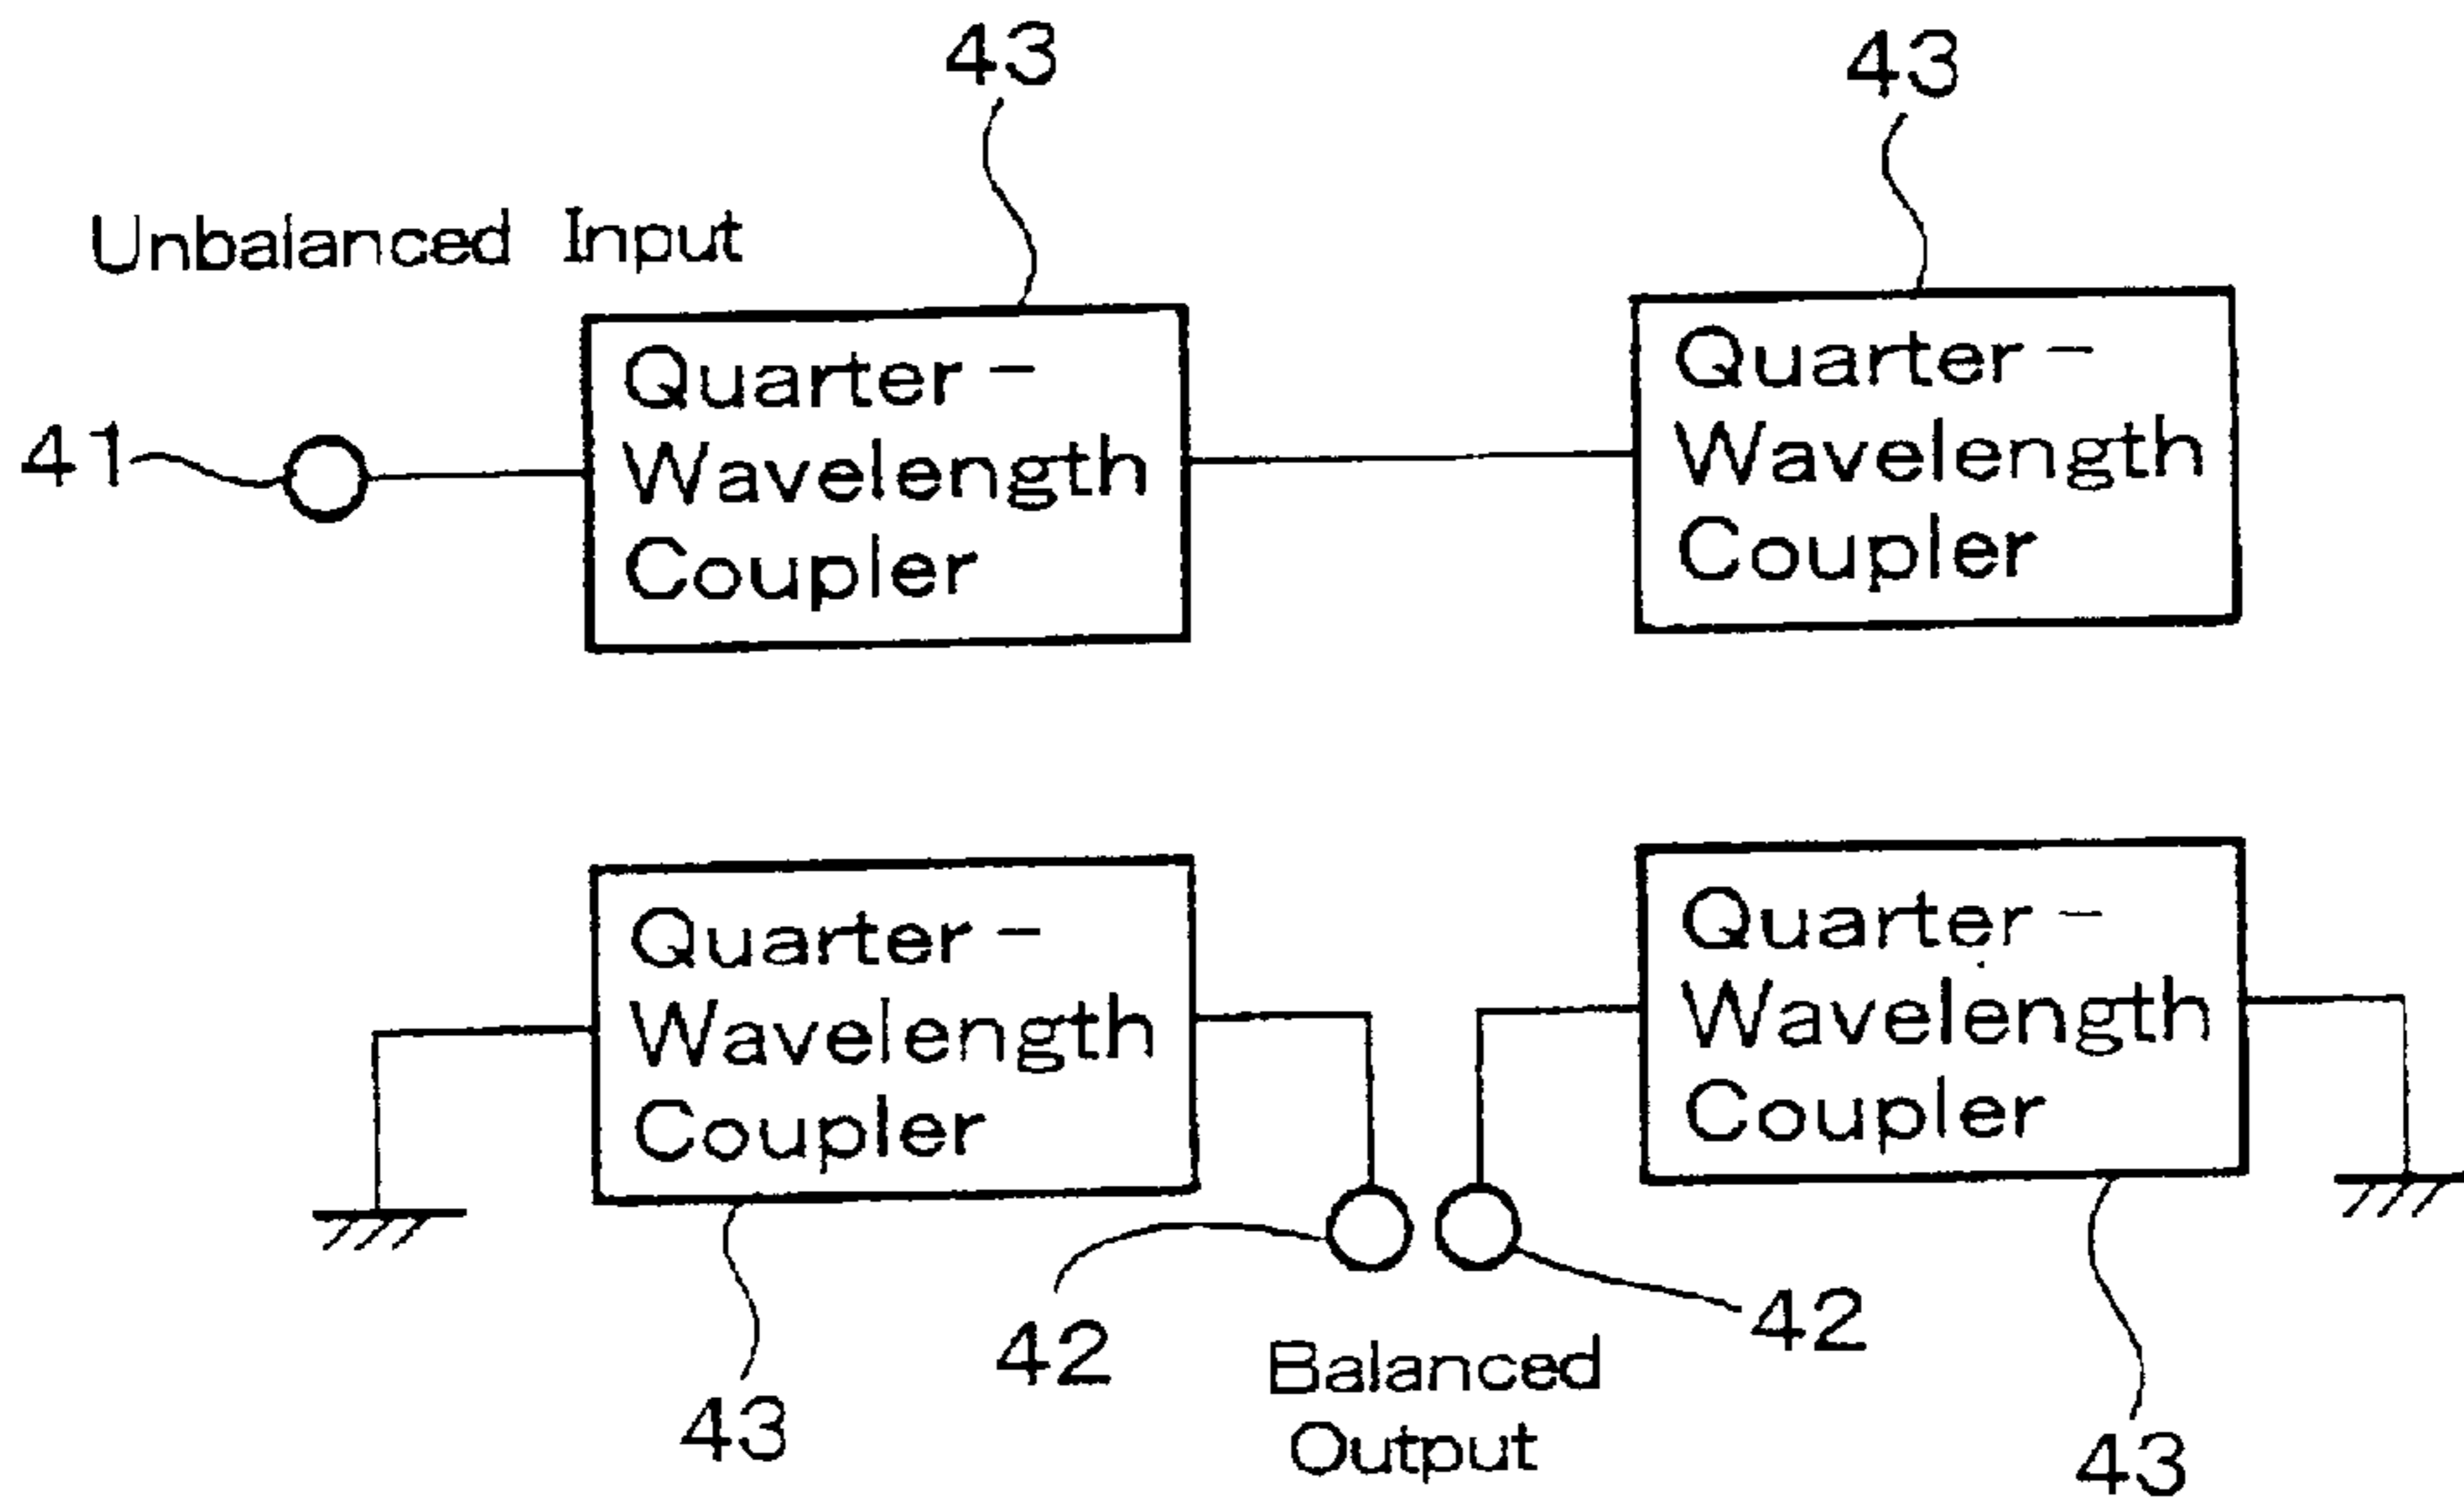 43
43
Unbalanced Input
Quarter-
Wavelength
Coupler
Quarter-
Wavelength
Coupler
41
Quarter-
Wavelength
Coupler
Quarter-
Wavelength
Coupler
42
42
Balanced
Output
43
43